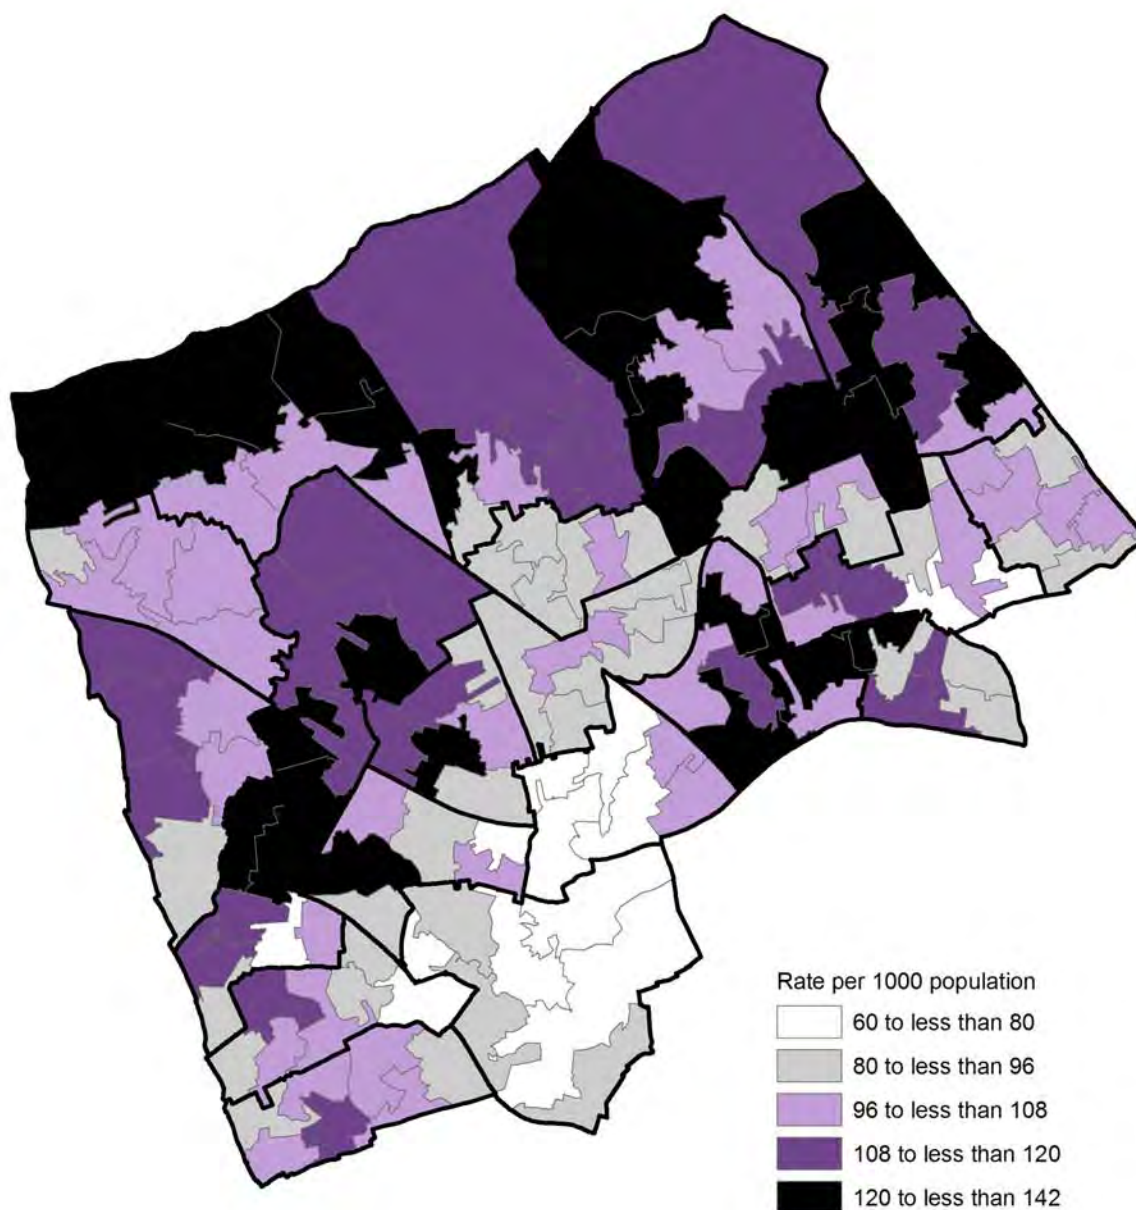 Rate per 1000 population
60 to less than 80
80 to less than 96
96 to less than 108
108 to less than 120
120 to less than 142